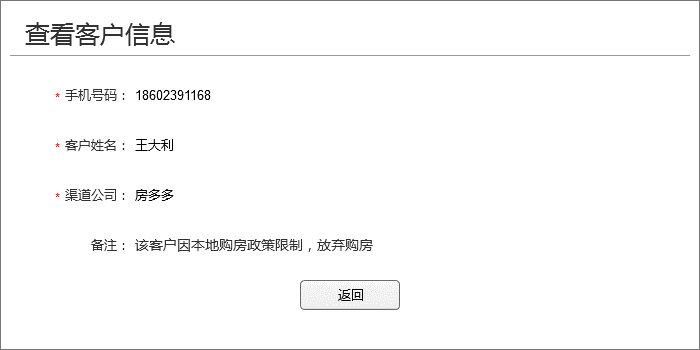 查看客户信息
* 手机号码： 18602391168
* 客户姓名： 王大利
* 渠道公司： 房多多
备注： 该客户因本地购房政策限制，放弃购房
返回